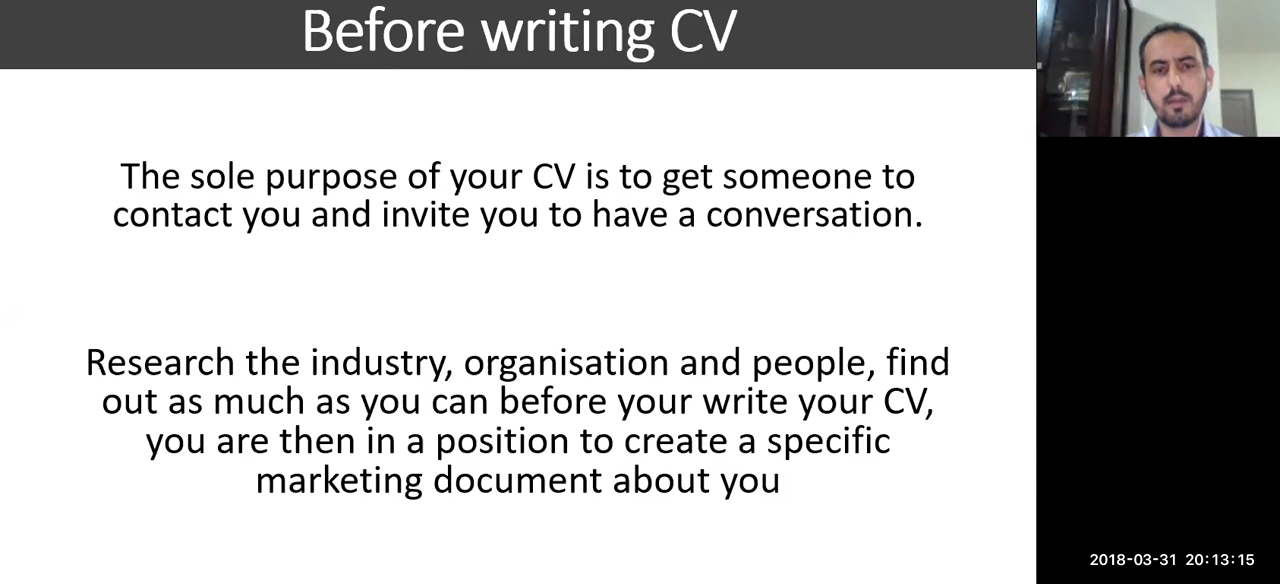 Before writing CV
The sole purpose of your CV is to get someone to
contact you and invite you to have a conversation.
Research the industry, organisation and people, find
out as much as you can before your write your CV,
you are then in a position to create a specific
marketing document about you
2018-03-31 20:13:15